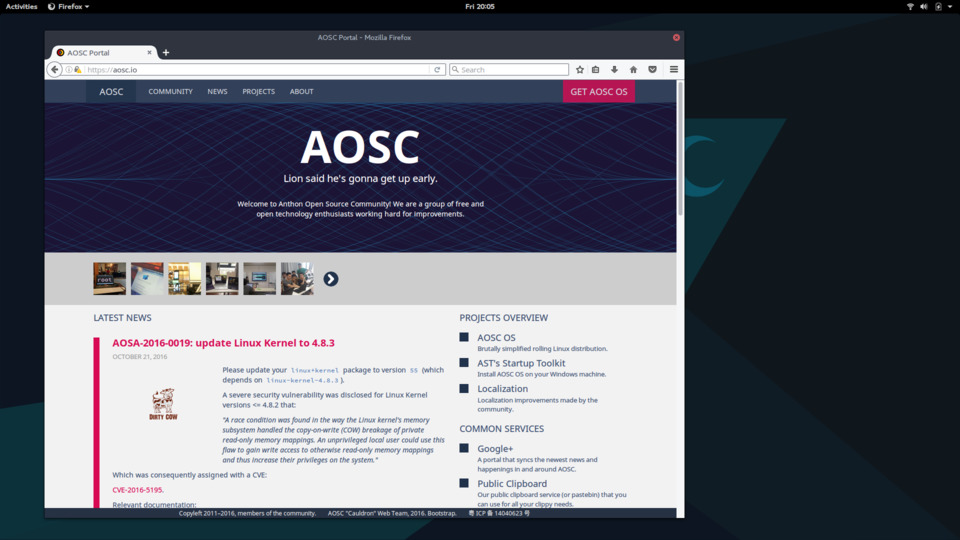 Activities Firefox Fri 20:05
AOSC Portal - Mozilla Firefox
AOSC Portal
https://aosc.io Search
AOSC COMMUNITY NEWS PROJECTS ABOUT GET AOSC OS
AOSC
Lion said he's gonna get up early.
Welcome to Anthon Open Source Community! We are a group of free and
open technology enthusiasts working hard for improvements.
root
LATEST NEWS
AOSA-2016-0019: update Linux Kernel to 4.8.3
OCTOBER 21, 2016
DIRTY COW
Please update your linux+kernel package to version 55 (which
depends on linux-kernel-4.8.3 ).
A severe security vulnerability was disclosed for Linux Kernel
versions <= 4.8.2 that:
"A race condition was found in the way the Linux kernel's memory
subsystem handled the copy-on-write (COW) breakage of private
read-only memory mappings. An unprivileged local user could use this
flaw to gain write access to otherwise read-only memory mappings
and thus increase their privileges on the system."
Which was consequently assigned with a CVE:
CVE-2016-5195.
Relevant documentation:
PROJECTS OVERVIEW
AOSC OS
Brutally simplified rolling Linux distribution.
AST's Startup Toolkit
Install AOSC OS on your Windows machine.
Localization
Localization improvements made by the
community.
COMMON SERVICES
Google+
A portal that syncs the newest news and
happenings in and around AOSC.
Public Clipboard
Our public clipboard service (or pastebin) that you
can use for all your clippy needs.
Copyleft 2011–2016, members of the community. AOSC "Cauldron" Web Team, 2016. Bootstrap. 粤 ICP 备 14040623 号